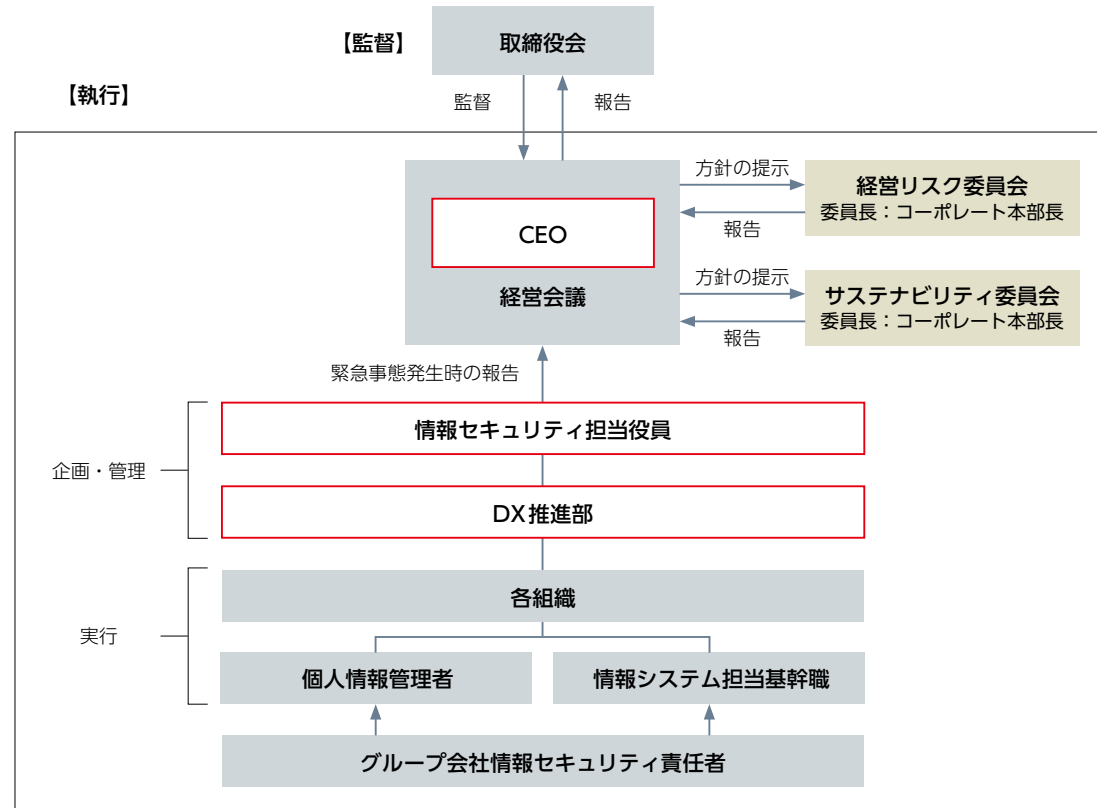 【監督】
取締役会
【執行】
監督
報告
CEO
経営会議
方針の提示
報告
経営リスク委員会
委員長：コーポレート本部長
方針の提示
報告
サステナビリティ委員会
委員長：コーポレート本部長
緊急事態発生時の報告
企画・管理
情報セキュリティ担当役員
DX推進部
実行
各組織
個人情報管理者
情報システム担当基幹職
グループ会社情報セキュリティ責任者